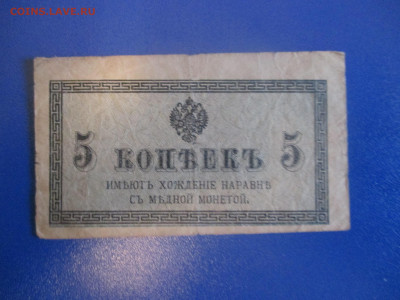 COINS.LAVE.RU
5 КОПѢЕКЪ 5
ИМѢЮТЪ ХОЖДЕНІЕ НАРАВНѢ
СЪ МѢДНОЙ МОНЕТОЙ.